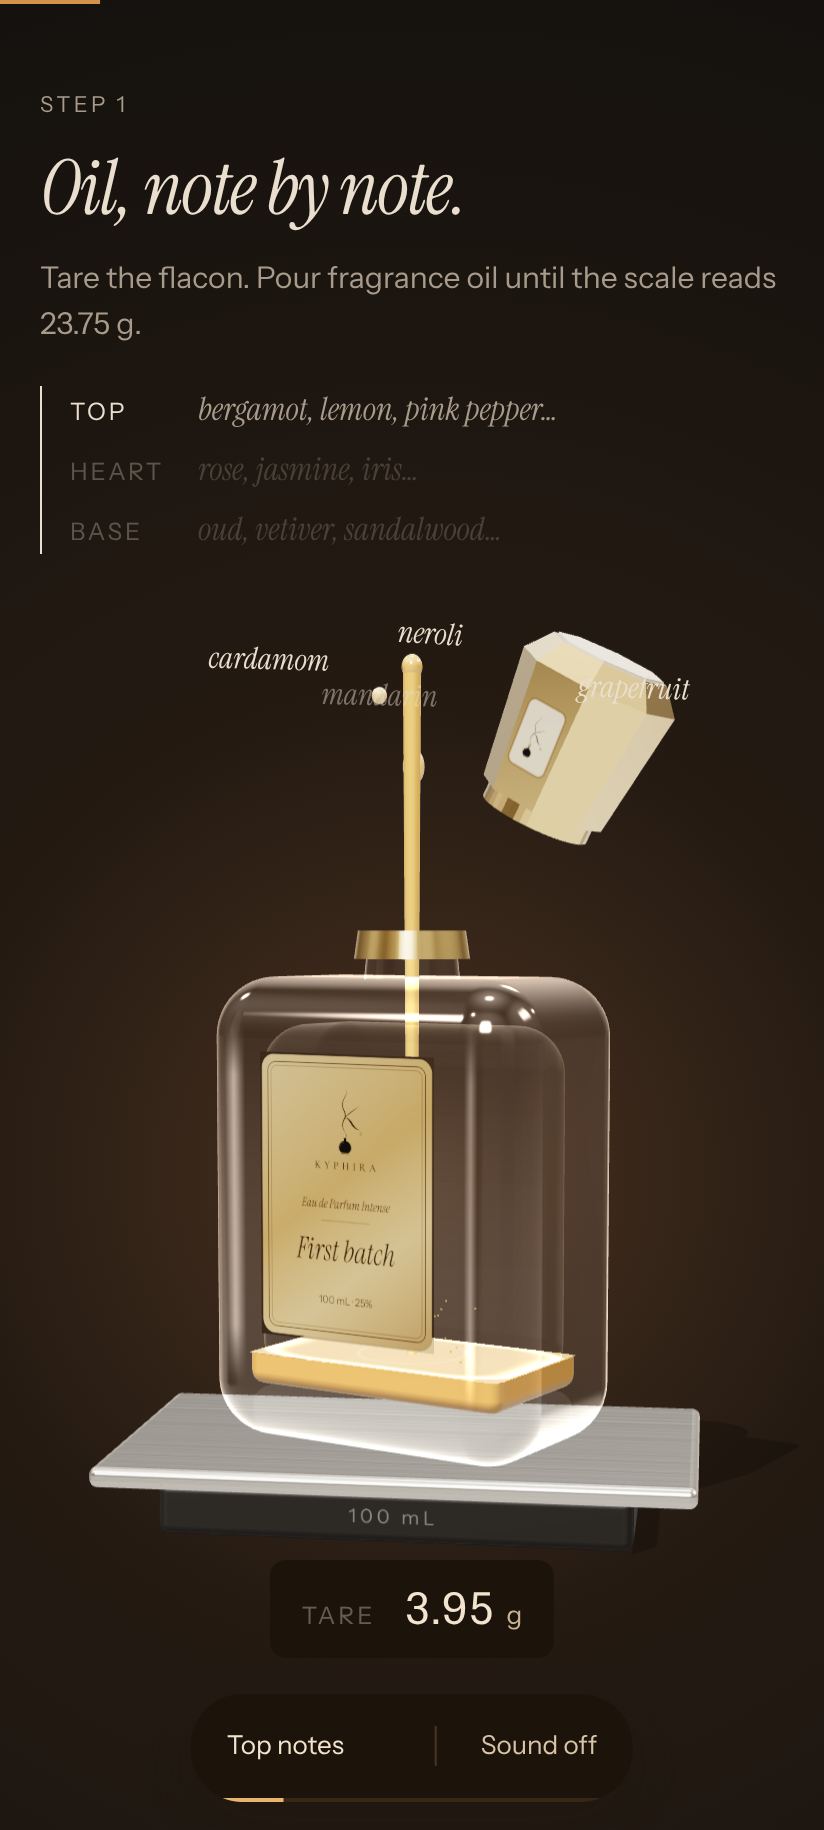 STEP 1
Oil, note by note.
Tare the flacon. Pour fragrance oil until the scale reads
23.75 g.
TOP bergamot, lemon, pink pepper...
HEART rose, jasmine, iris...
BASE oud, vetiver, sandalwood...
neroli
cardamom
mandarin
grapefruit
KYPHIRA
Eau de Parfum Intense
First batch
100 mL · 25%
100 mL
TARE 3.95 g
Top notes Sound off